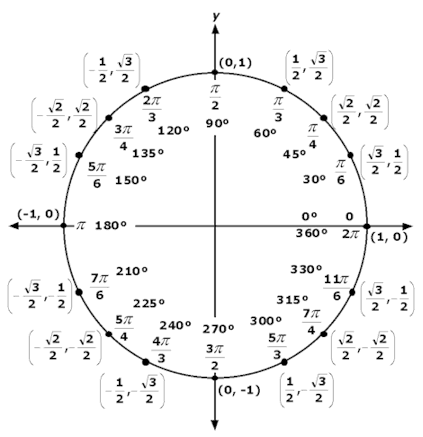 y
(-1/2, √3/2) (0,1) (1/2, √3/2)
(-√2/2, √2/2) 2π/3 π/2 π/3 (√2/2, √2/2)
3π/4 120° 90° 60° π/4
(-√3/2, 1/2) 135° 45° (√3/2, 1/2)
5π/6 150° 30° π/6
(-1, 0) 0° 0
π 180° 360° 2π (1, 0)
7π/6 210° 330° 11π/6
(-√3/2, -1/2) 225° 315° (√3/2, -1/2)
5π/4 240° 270° 300° 7π/4
(-√2/2, -√2/2) 4π/3 3π/2 5π/3 (√2/2, -√2/2)
(-1/2, -√3/2) (0, -1) (1/2, -√3/2)